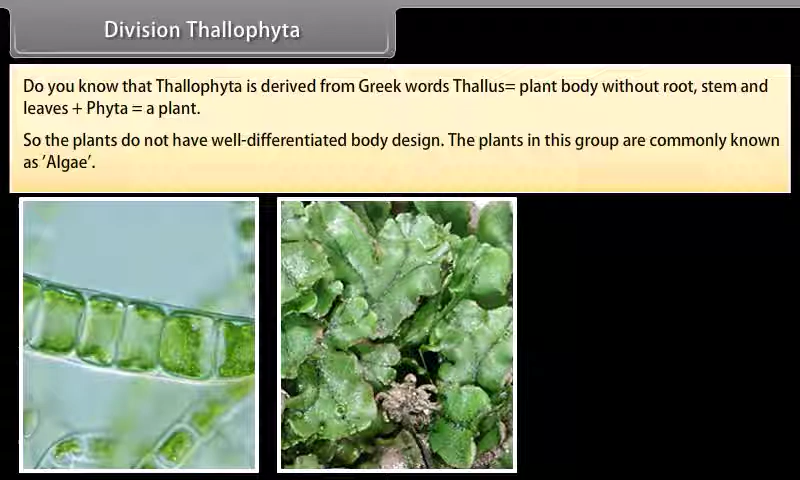 Division Thallophyta
Do you know that Thallophyta is derived from Greek words Thallus= plant body without root, stem and
leaves + Phyta = a plant.
So the plants do not have well-differentiated body design. The plants in this group are commonly known
as 'Algae'.